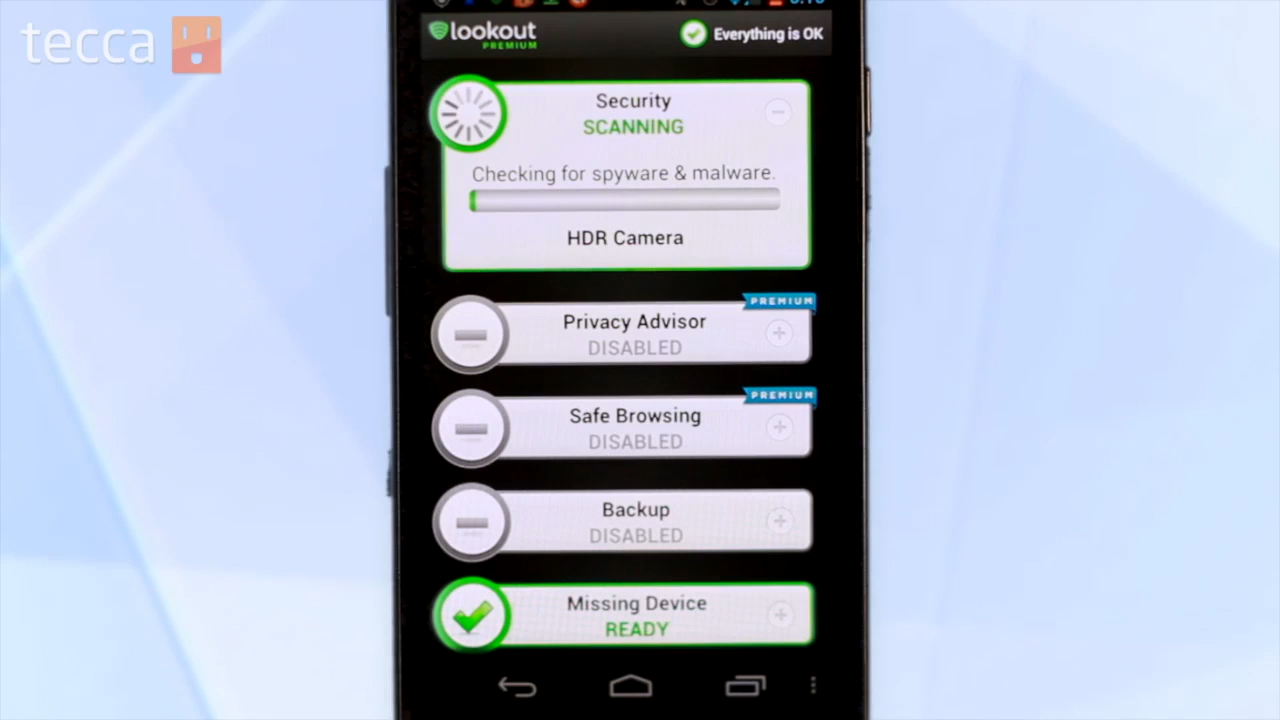 tecca
lookout
PREMIUM
Everything is OK
Security
SCANNING
Checking for spyware & malware.
HDR Camera
PREMIUM
Privacy Advisor
DISABLED
PREMIUM
Safe Browsing
DISABLED
Backup
DISABLED
Missing Device
READY